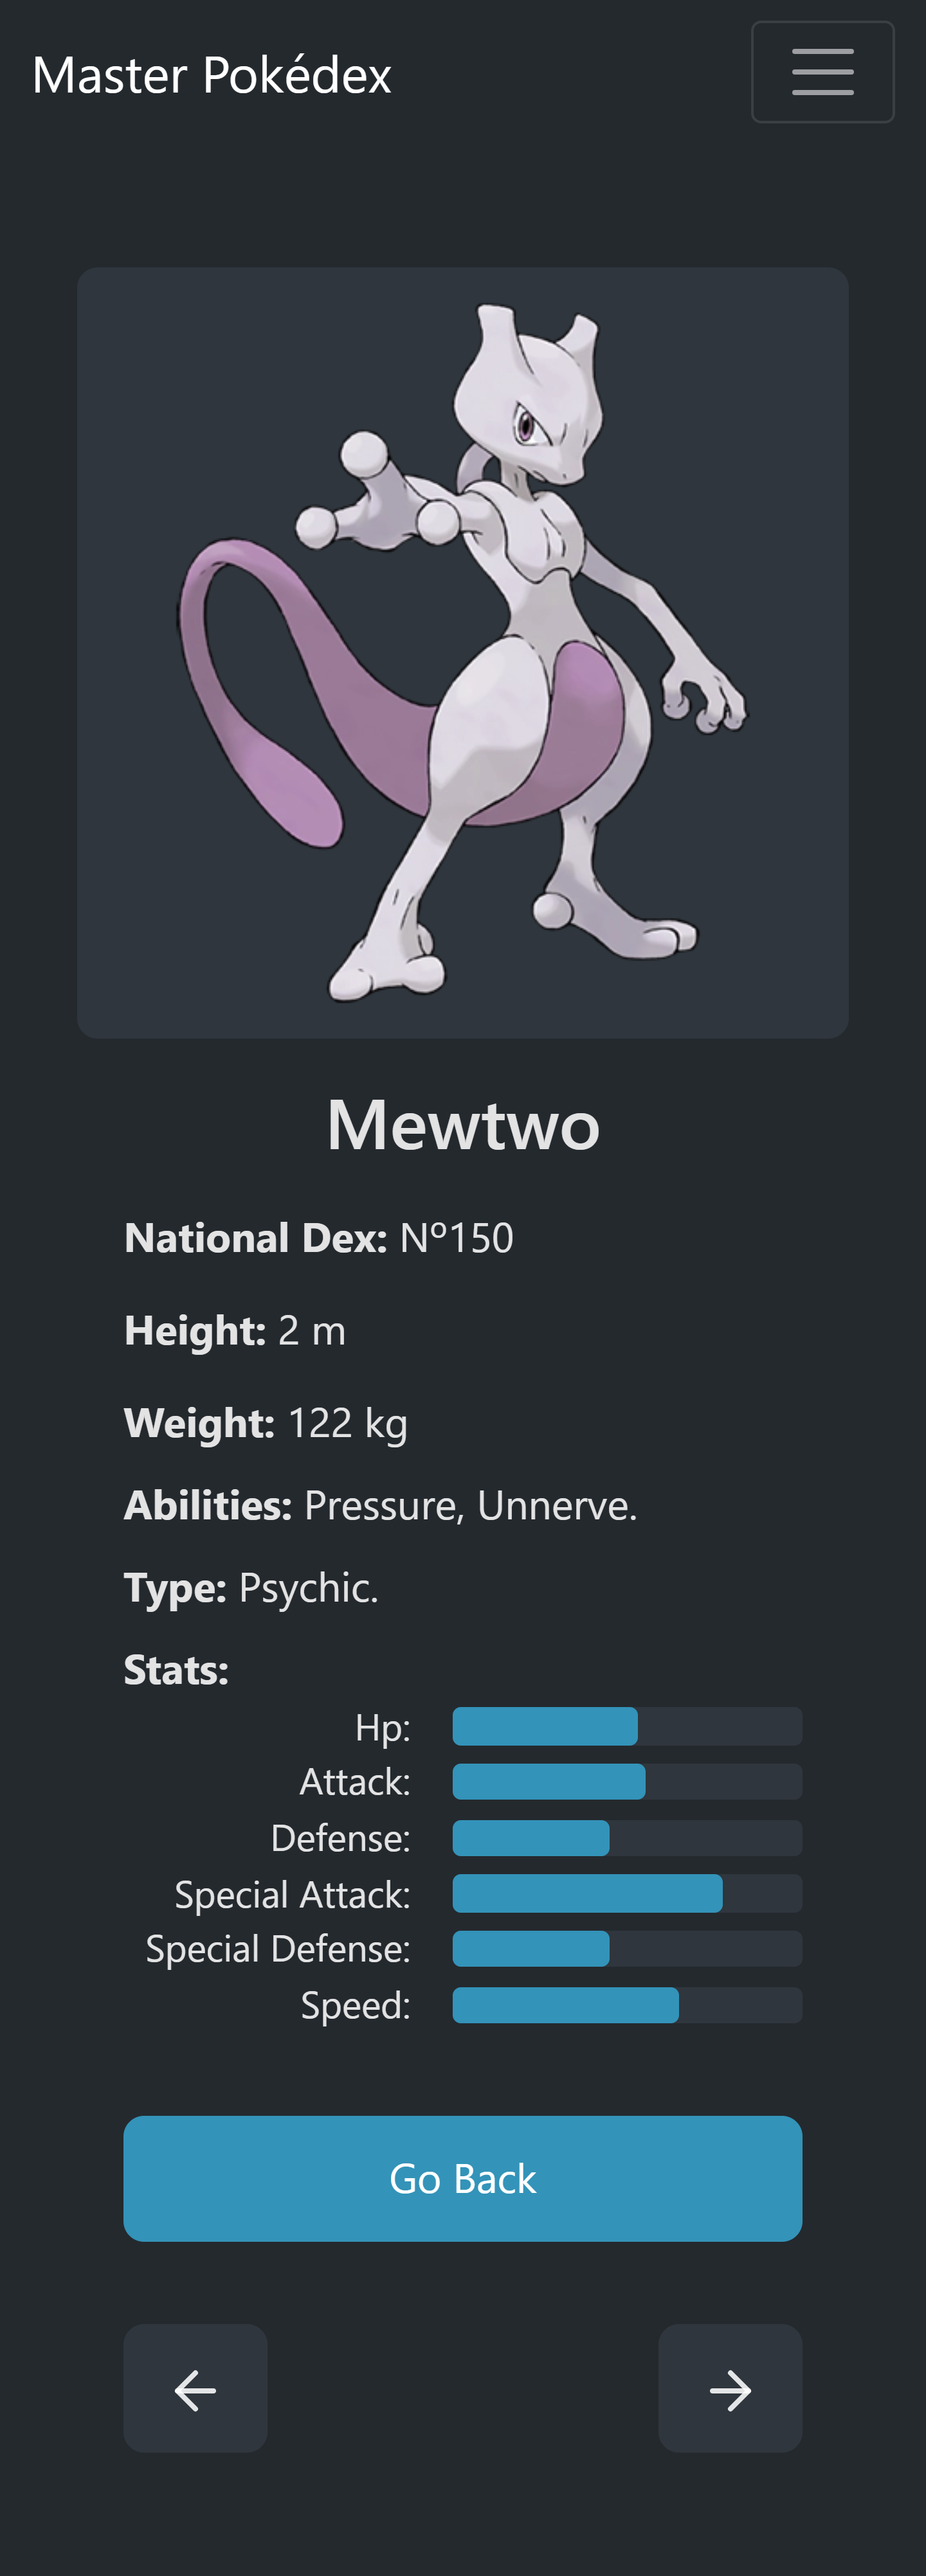 Master Pokédex
Mewtwo
National Dex: Nº150
Height: 2 m
Weight: 122 kg
Abilities: Pressure, Unnerve.
Type: Psychic.
Stats:
Hp:
Attack:
Defense:
Special Attack:
Special Defense:
Speed:
Go Back